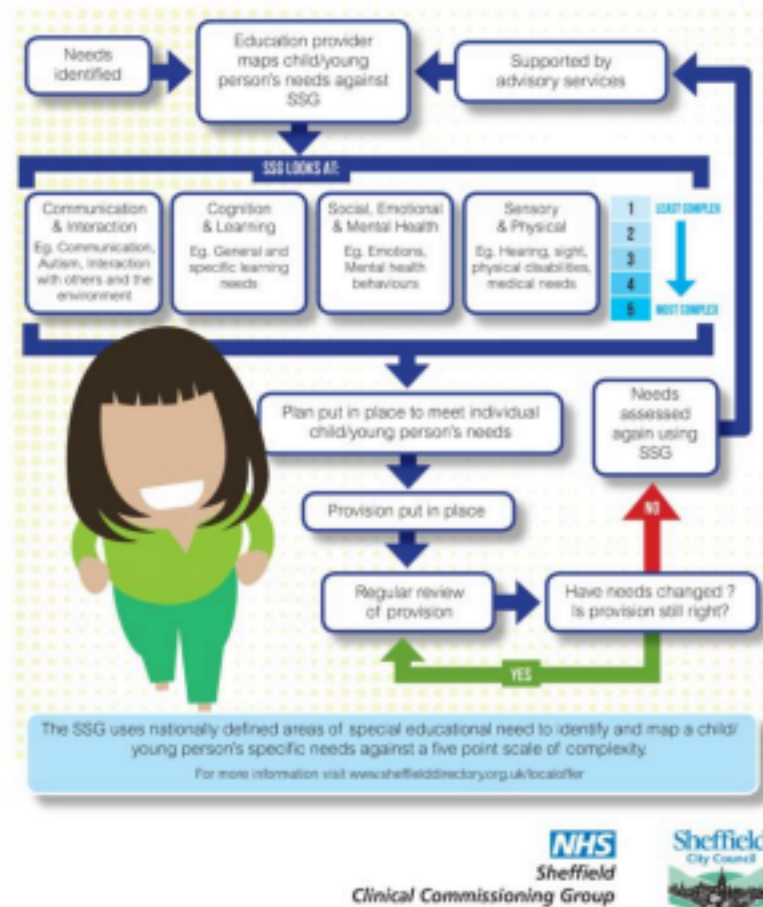 Needs
identified
Education provider
maps child/young
person's needs against
SSG
Supported by
advisory services
SSG LOOKS AT:
Communication
& Interaction
Eg. Communication,
Autism, Interaction
with others and the
environment
Cognition
& Learning
Eg. General and
specific learning
needs
Social, Emotional
& Mental Health
Eg. Emotions,
Mental health
behaviours
Sensory
& Physical
Eg. Hearing, sight,
physical disabilities,
medical needs
1
2
3
4
5
LEAST COMPLEX
MOST COMPLEX
Plan put in place to meet individual
child/young person's needs
Needs
assessed
again using
SSG
Provision put in place
NO
Regular review
of provision
Have needs changed ?
Is provision still right?
YES
The SSG uses nationally defined areas of special educational need to identify and map a child/
young person's specific needs against a five point scale of complexity.
For more information visit www.sheffielddirectory.org.uk/localoffer
NHS
Sheffield
Clinical Commissioning Group
Sheffield
City Council